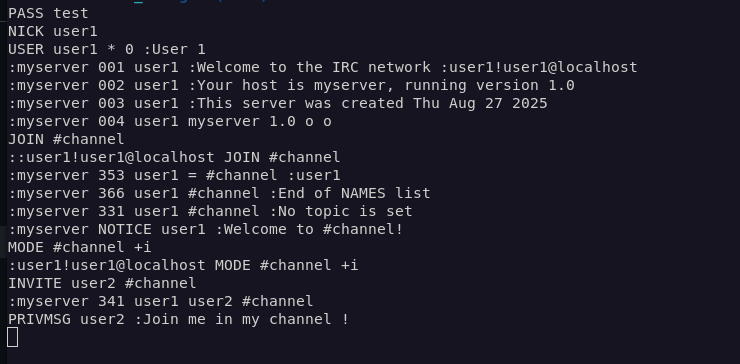 PASS test
NICK user1
USER user1 * 0 :User 1
:myserver 001 user1 :Welcome to the IRC network :user1!user1@localhost
:myserver 002 user1 :Your host is myserver, running version 1.0
:myserver 003 user1 :This server was created Thu Aug 27 2025
:myserver 004 user1 myserver 1.0 o o
JOIN #channel
::user1!user1@localhost JOIN #channel
:myserver 353 user1 = #channel :user1
:myserver 366 user1 #channel :End of NAMES list
:myserver 331 user1 #channel :No topic is set
:myserver NOTICE user1 :Welcome to #channel!
MODE #channel +i
:user1!user1@localhost MODE #channel +i
INVITE user2 #channel
:myserver 341 user1 user2 #channel
PRIVMSG user2 :Join me in my channel !